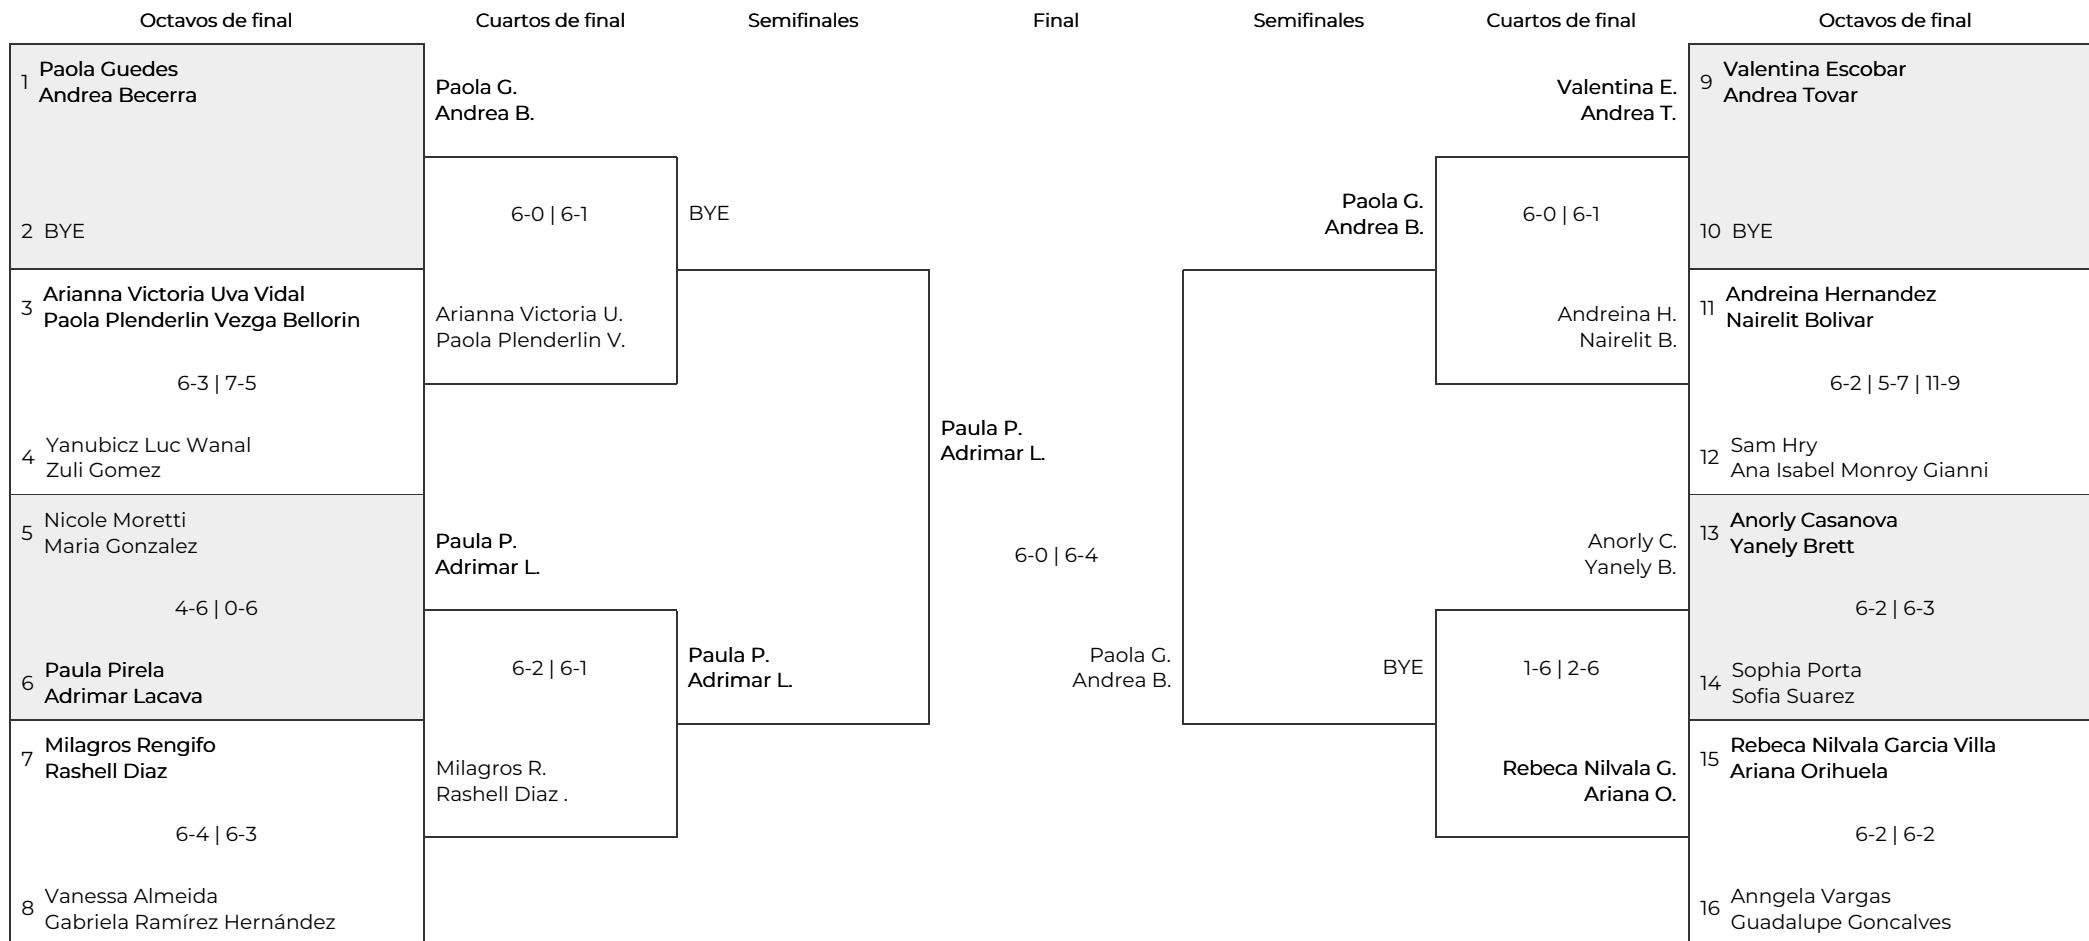 Octavos de final
Cuartos de final
Semifinales
Final
Semifinales
Cuartos de final
Octavos de final
1
Paola Guedes
Andrea Becerra
2 BYE
3
Arianna Victoria Uva Vidal
Paola Plenderlin Vezga Bellorin
6-3 | 7-5
4
Yanubicz Luc Wanal
Zuli Gomez
5
Nicole Moretti
Maria Gonzalez
4-6 | 0-6
6
Paula Pirela
Adrimar Lacava
7
Milagros Rengifo
Rashell Diaz
6-4 | 6-3
8
Vanessa Almeida
Gabriela Ramírez Hernández
Paola G.
Andrea B.
6-0 | 6-1
Arianna Victoria U.
Paola Plenderlin V.
Paula P.
Adrimar L.
6-2 | 6-1
Milagros R.
Rashell Diaz .
BYE
Paula P.
Adrimar L.
Paula P.
Adrimar L.
6-0 | 6-4
Paola G.
Andrea B.
Paola G.
Andrea B.
BYE
Valentina E.
Andrea T.
6-0 | 6-1
Andreina H.
Nairelit B.
Anorly C.
Yanely B.
1-6 | 2-6
Rebeca Nilvala G.
Ariana O.
9
Valentina Escobar
Andrea Tovar
10 BYE
11
Andreina Hernandez
Nairelit Bolivar
6-2 | 5-7 | 11-9
12
Sam Hry
Ana Isabel Monroy Gianni
13
Anorly Casanova
Yanely Brett
6-2 | 6-3
14
Sophia Porta
Sofia Suarez
15
Rebeca Nilvala Garcia Villa
Ariana Orihuela
6-2 | 6-2
16
Anngela Vargas
Guadalupe Goncalves